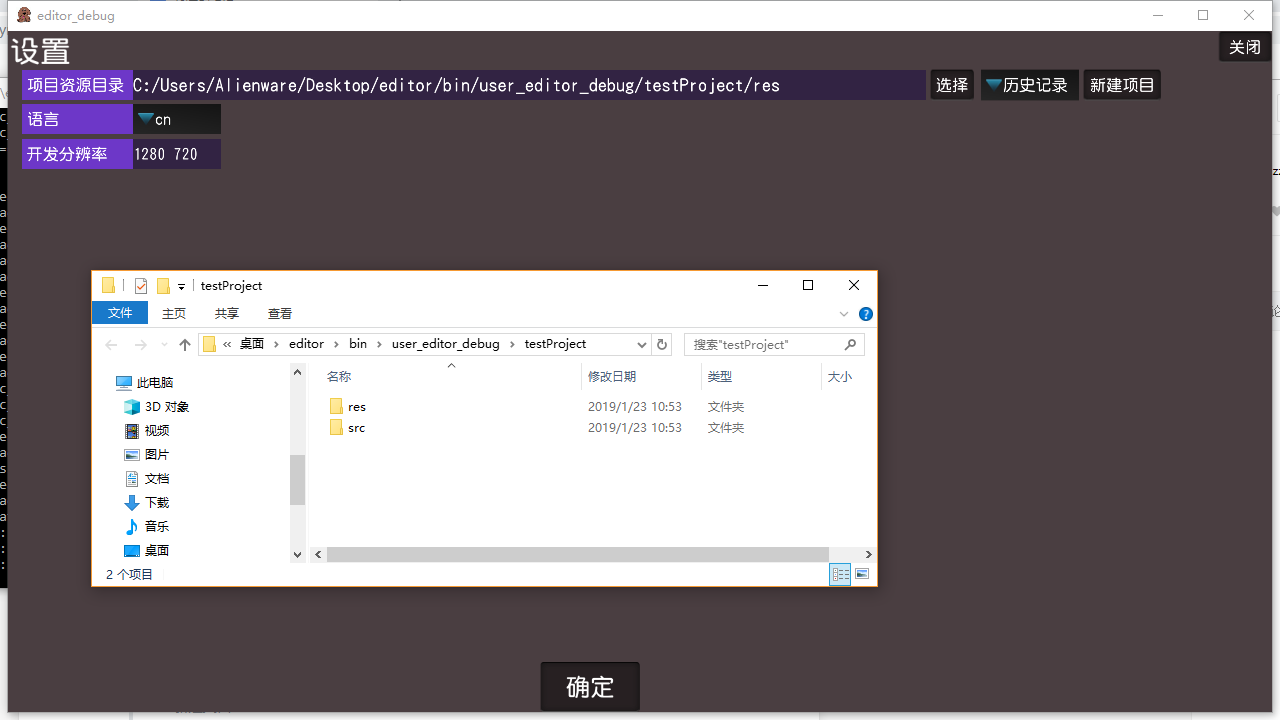 editor_debug
设置
关闭
项目资源目录 C:/Users/Alienware/Desktop/editor/bin/user_editor_debug/testProject/res 选择 历史记录 新建项目
语言 cn
开发分辨率 1280 720
testProject
文件 主页 共享 查看
« 桌面 › editor › bin › user_editor_debug › testProject 搜索"testProject"
名称 修改日期 类型 大小
此电脑
3D 对象
视频
图片
文档
下载
音乐
桌面
res 2019/1/23 10:53 文件夹
src 2019/1/23 10:53 文件夹
2 个项目
确定